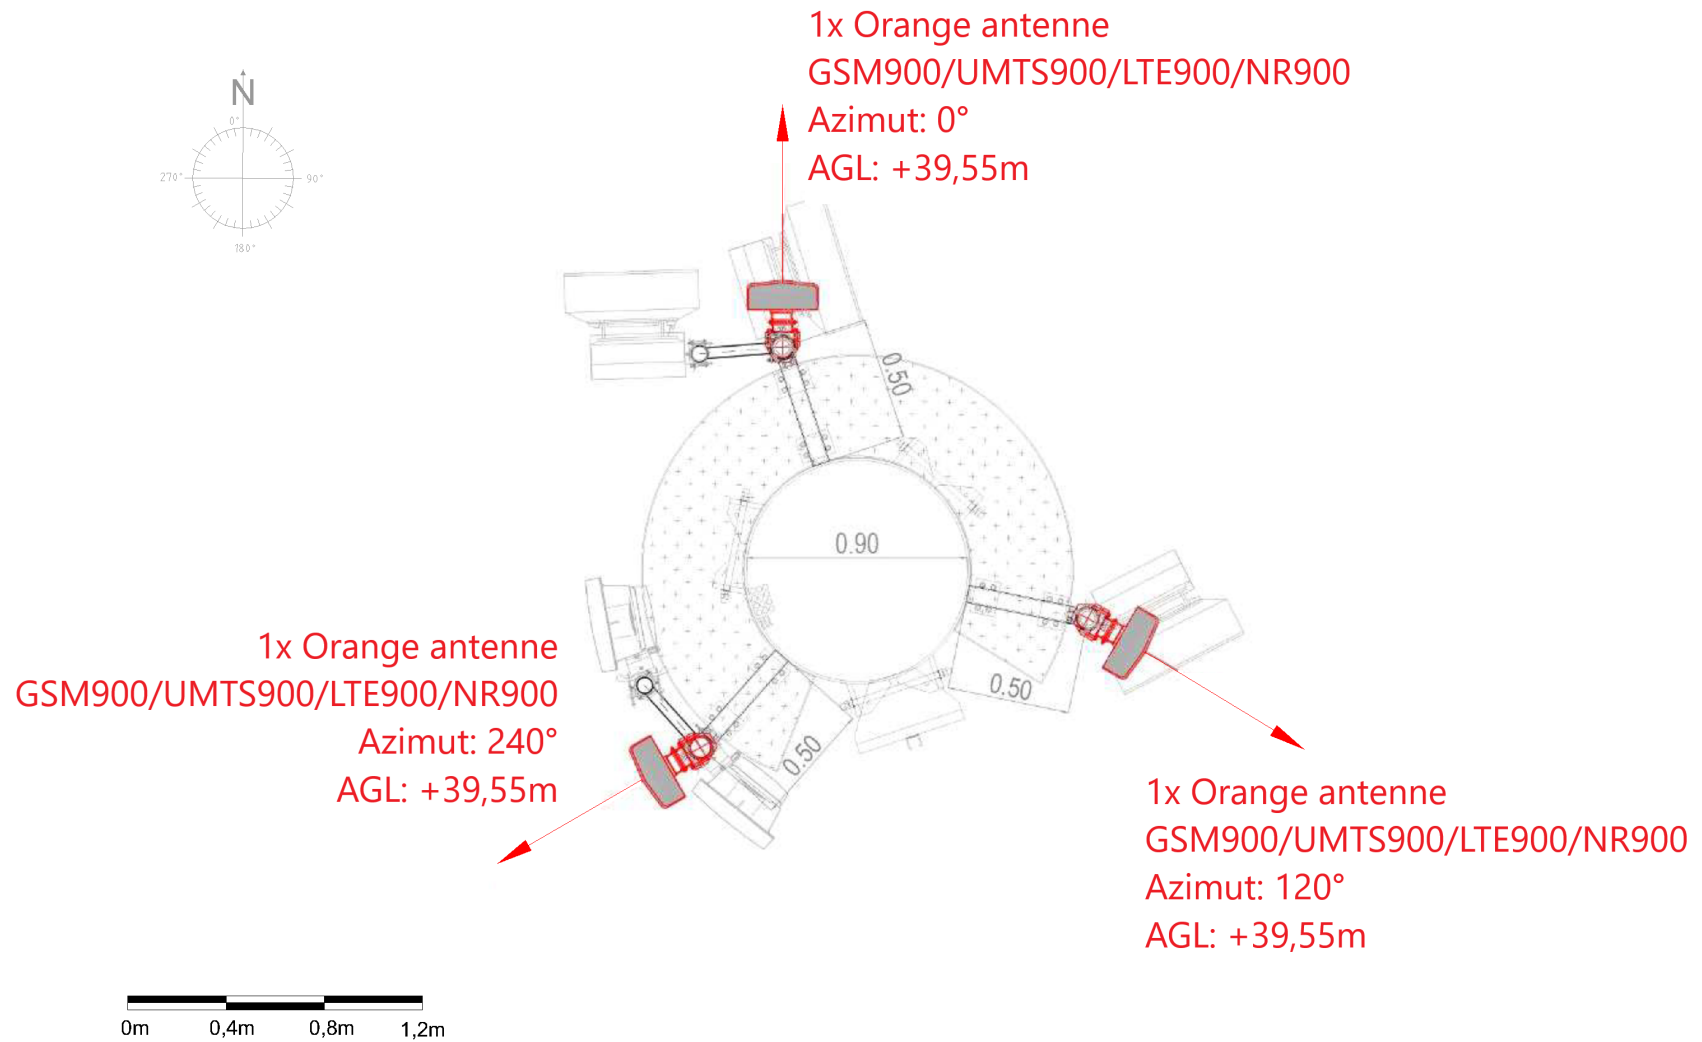 1x Orange antenne
GSM900/UMTS900/LTE900/NR900
Azimut: 0°
AGL: +39,55m
N
0°
270°
90°
180°
0.50
0.90
0.50
0.50
1x Orange antenne
GSM900/UMTS900/LTE900/NR900
Azimut: 240°
AGL: +39,55m
1x Orange antenne
GSM900/UMTS900/LTE900/NR900
Azimut: 120°
AGL: +39,55m
0m 0,4m 0,8m 1,2m